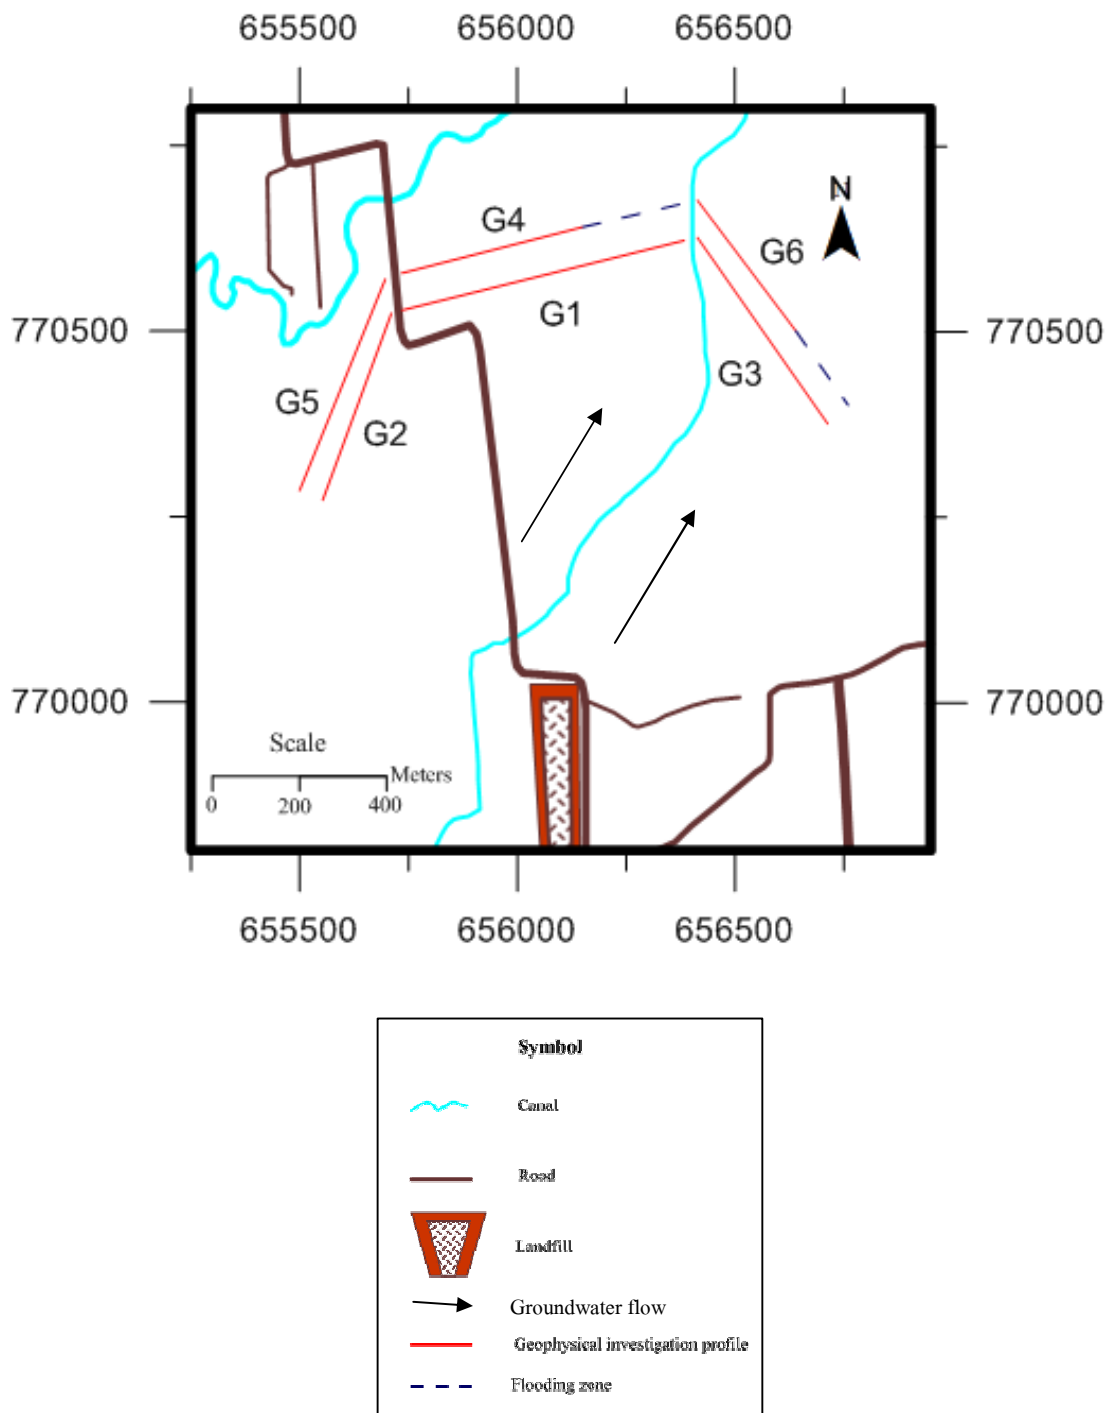 655500 656000 656500
N
G4
G6
G1
770500 770500
G3
G5
G2
770000 770000
Scale
Meters
0 200 400
655500 656000 656500
Symbol
Canal
Road
Landfill
Groundwater flow
Geophysical investigation profile
Flooding zone